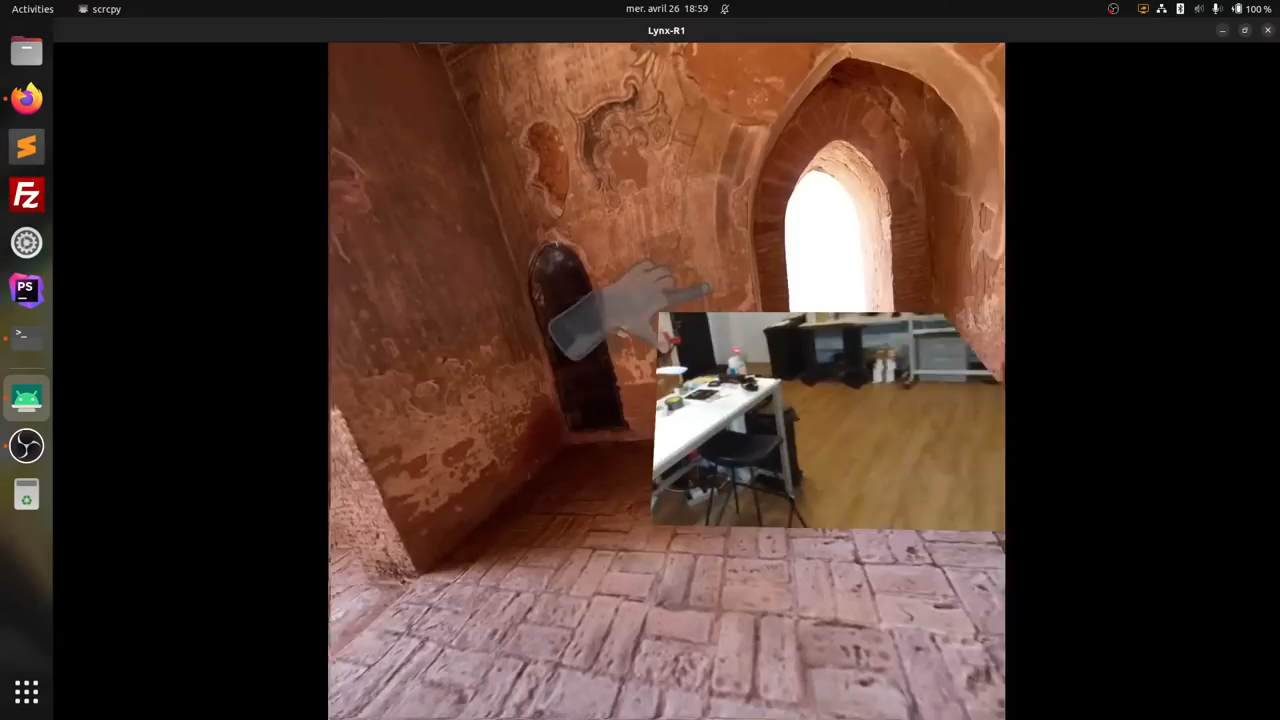 Activities
scrcpy
mer. avril 26 18:59
100 %
Lynx-R1
FZ
PS
>_